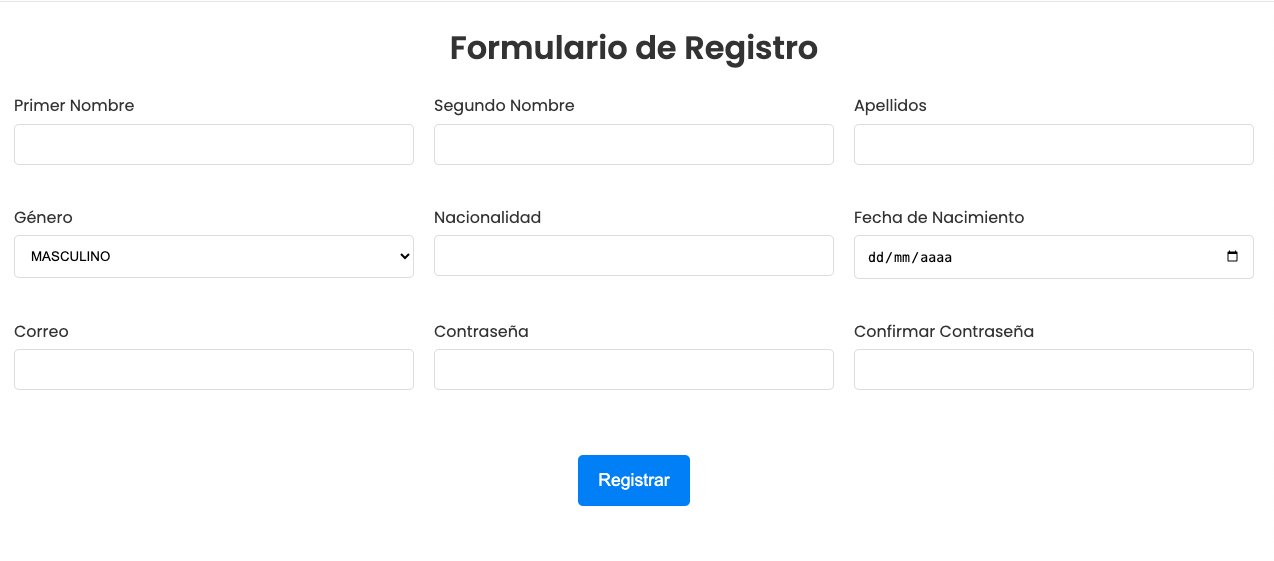 Formulario de Registro
Primer Nombre Segundo Nombre Apellidos
Género Nacionalidad Fecha de Nacimiento
MASCULINO dd/mm/aaaa
Correo Contraseña Confirmar Contraseña
Registrar